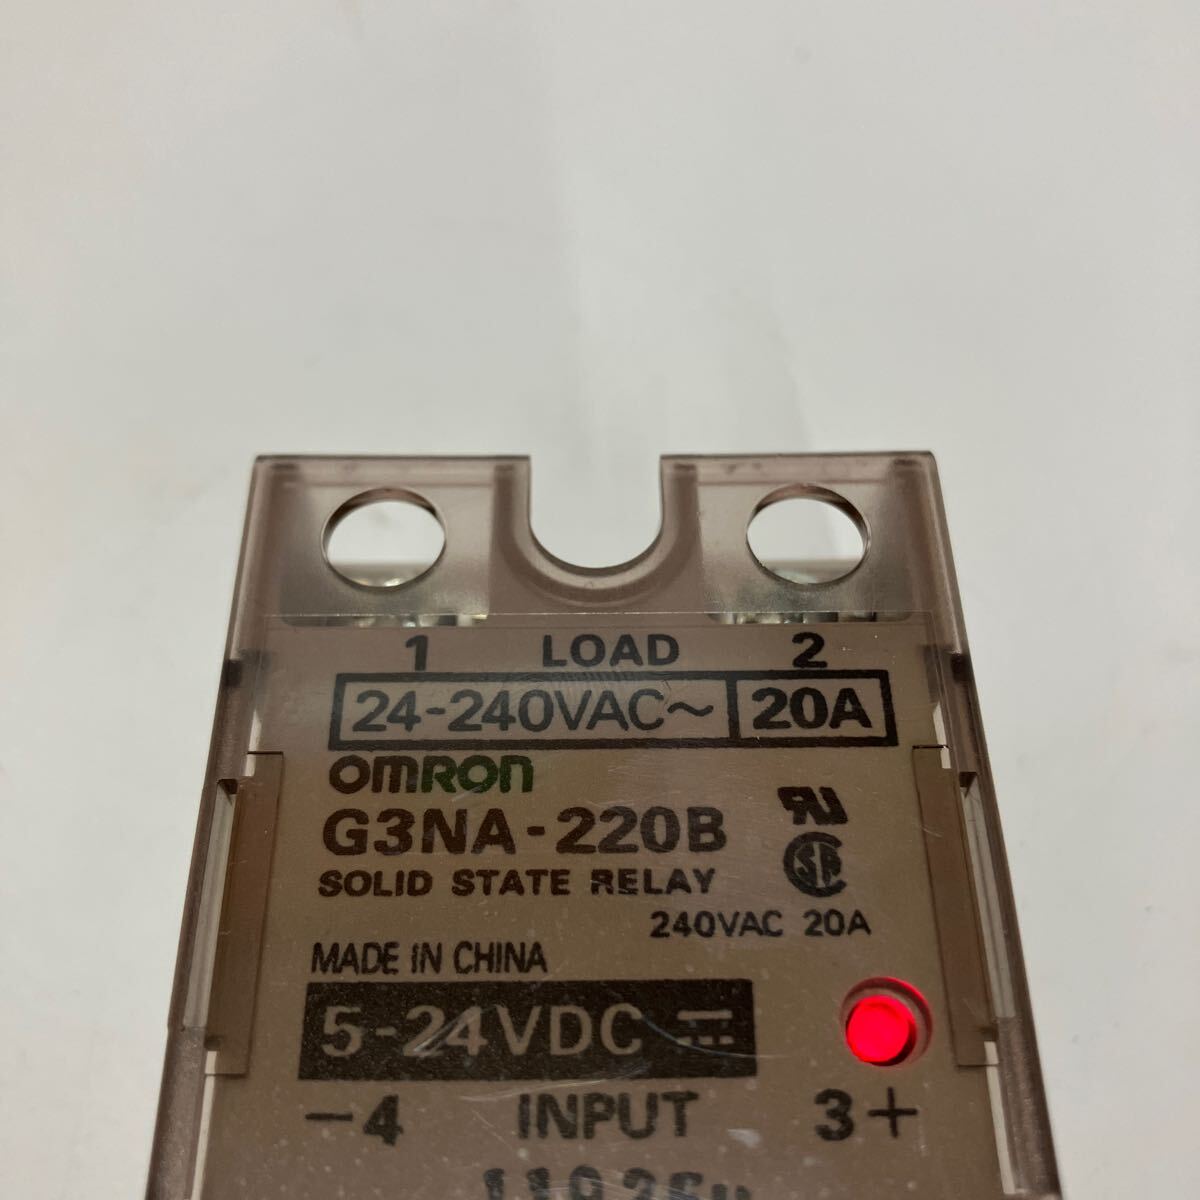 1 LOAD 2
24-240VAC~ 20A
OMRON
G3NA-220B
SOLID STATE RELAY
240VAC 20A
MADE IN CHINA
5-24VDC
-4 INPUT 3+